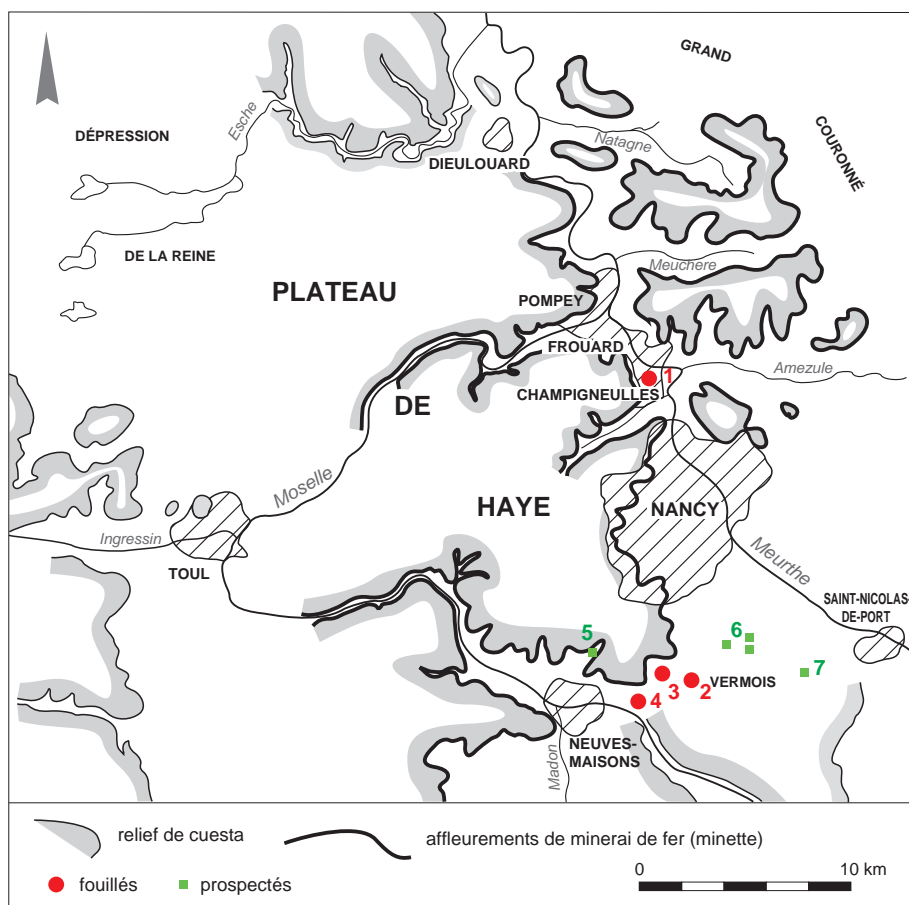 GRAND
COURONNÉ
Esche
DÉPRESSION
Natagne
DIEULOUARD
DE LA REINE
Meuchere
PLATEAU
POMPEY
FROUARD
1
Amezule
CHAMPIGNEULLES
DE
Moselle
HAYE
NANCY
Ingressin
Meurthe
TOUL
SAINT-NICOLAS-
DE-PORT
5
6
7
3
2
VERMOIS
4
NEUVES-
MAISONS
Madon
relief de cuesta
affleurements de minerai de fer (minette)
0 10 km
fouillés
prospectés